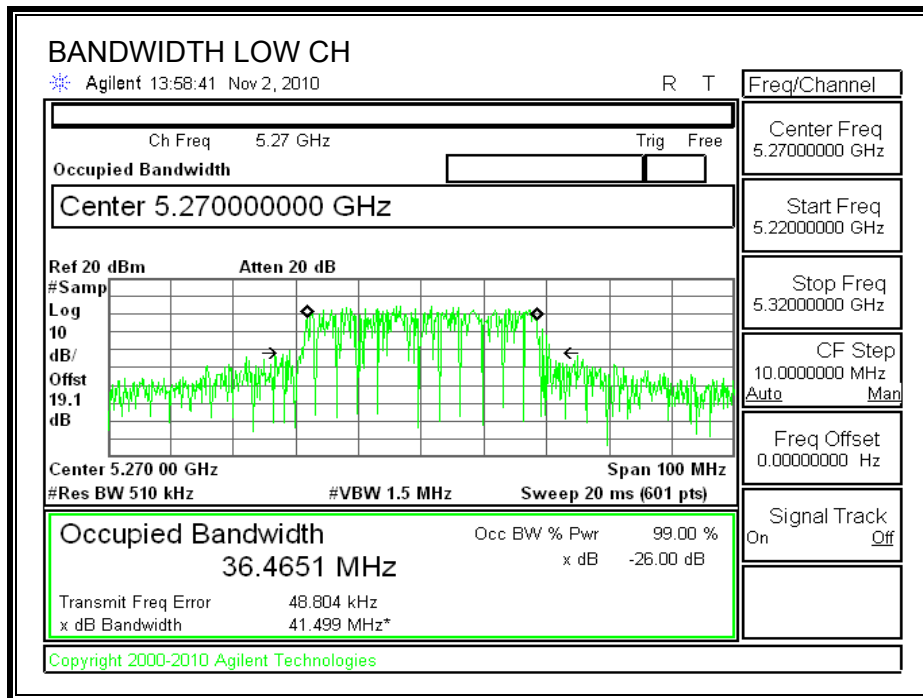 BANDWIDTH LOW CH
Agilent 13:58:41 Nov 2, 2010 R T
Ch Freq 5.27 GHz Trig Free
Occupied Bandwidth
Center 5.270000000 GHz
Ref 20 dBm Atten 20 dB
#Samp
Log
10
dB/
Offst
19.1
dB
Center 5.270 00 GHz Span 100 MHz
#Res BW 510 kHz #VBW 1.5 MHz Sweep 20 ms (601 pts)
Occupied Bandwidth Occ BW % Pwr 99.00 %
36.4651 MHz x dB -26.00 dB
Transmit Freq Error 48.804 kHz
x dB Bandwidth 41.499 MHz*
Copyright 2000-2010 Agilent Technologies
Freq/Channel
Center Freq
5.27000000 GHz
Start Freq
5.22000000 GHz
Stop Freq
5.32000000 GHz
CF Step
10.0000000 MHz
Auto Man
Freq Offset
0.00000000 Hz
Signal Track
On Off